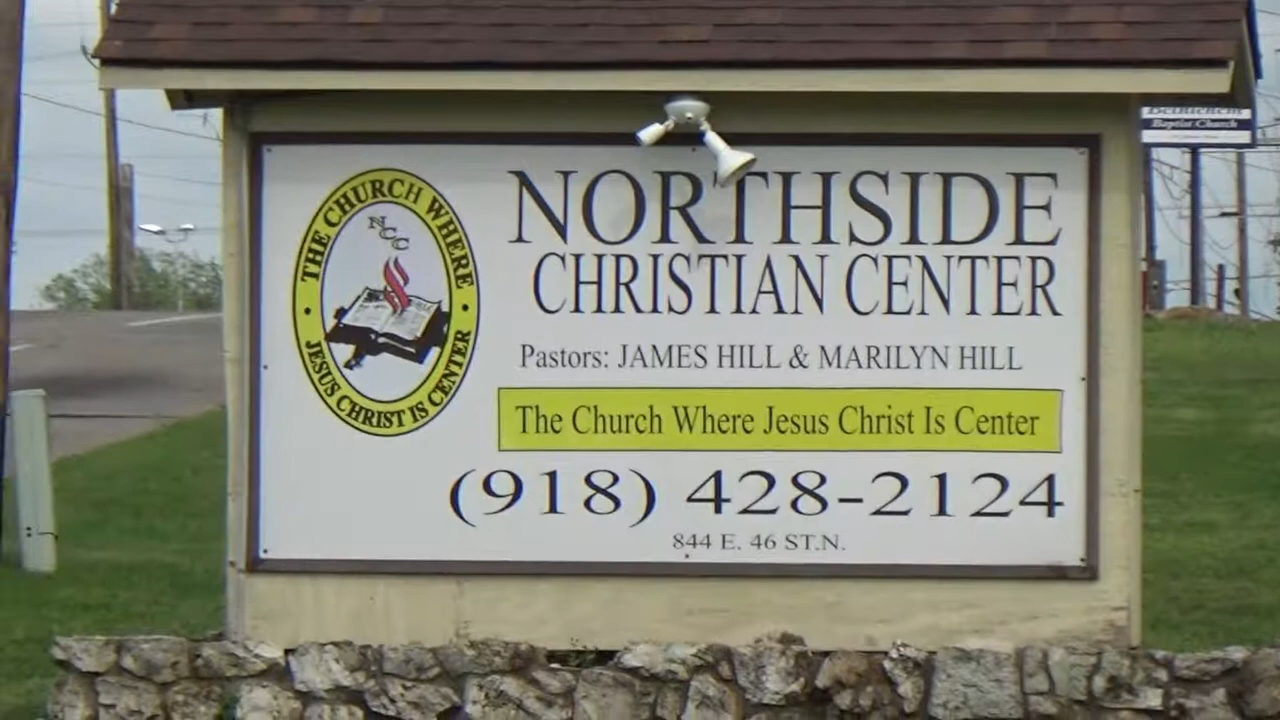 THE CHURCH WHERE
NCC
JESUS CHRIST IS CENTER
NORTHSIDE
CHRISTIAN CENTER
Pastors: JAMES HILL & MARILYN HILL
The Church Where Jesus Christ Is Center
(918) 428-2124
844 E. 46 ST.N.
Bethlehem
Baptist Church